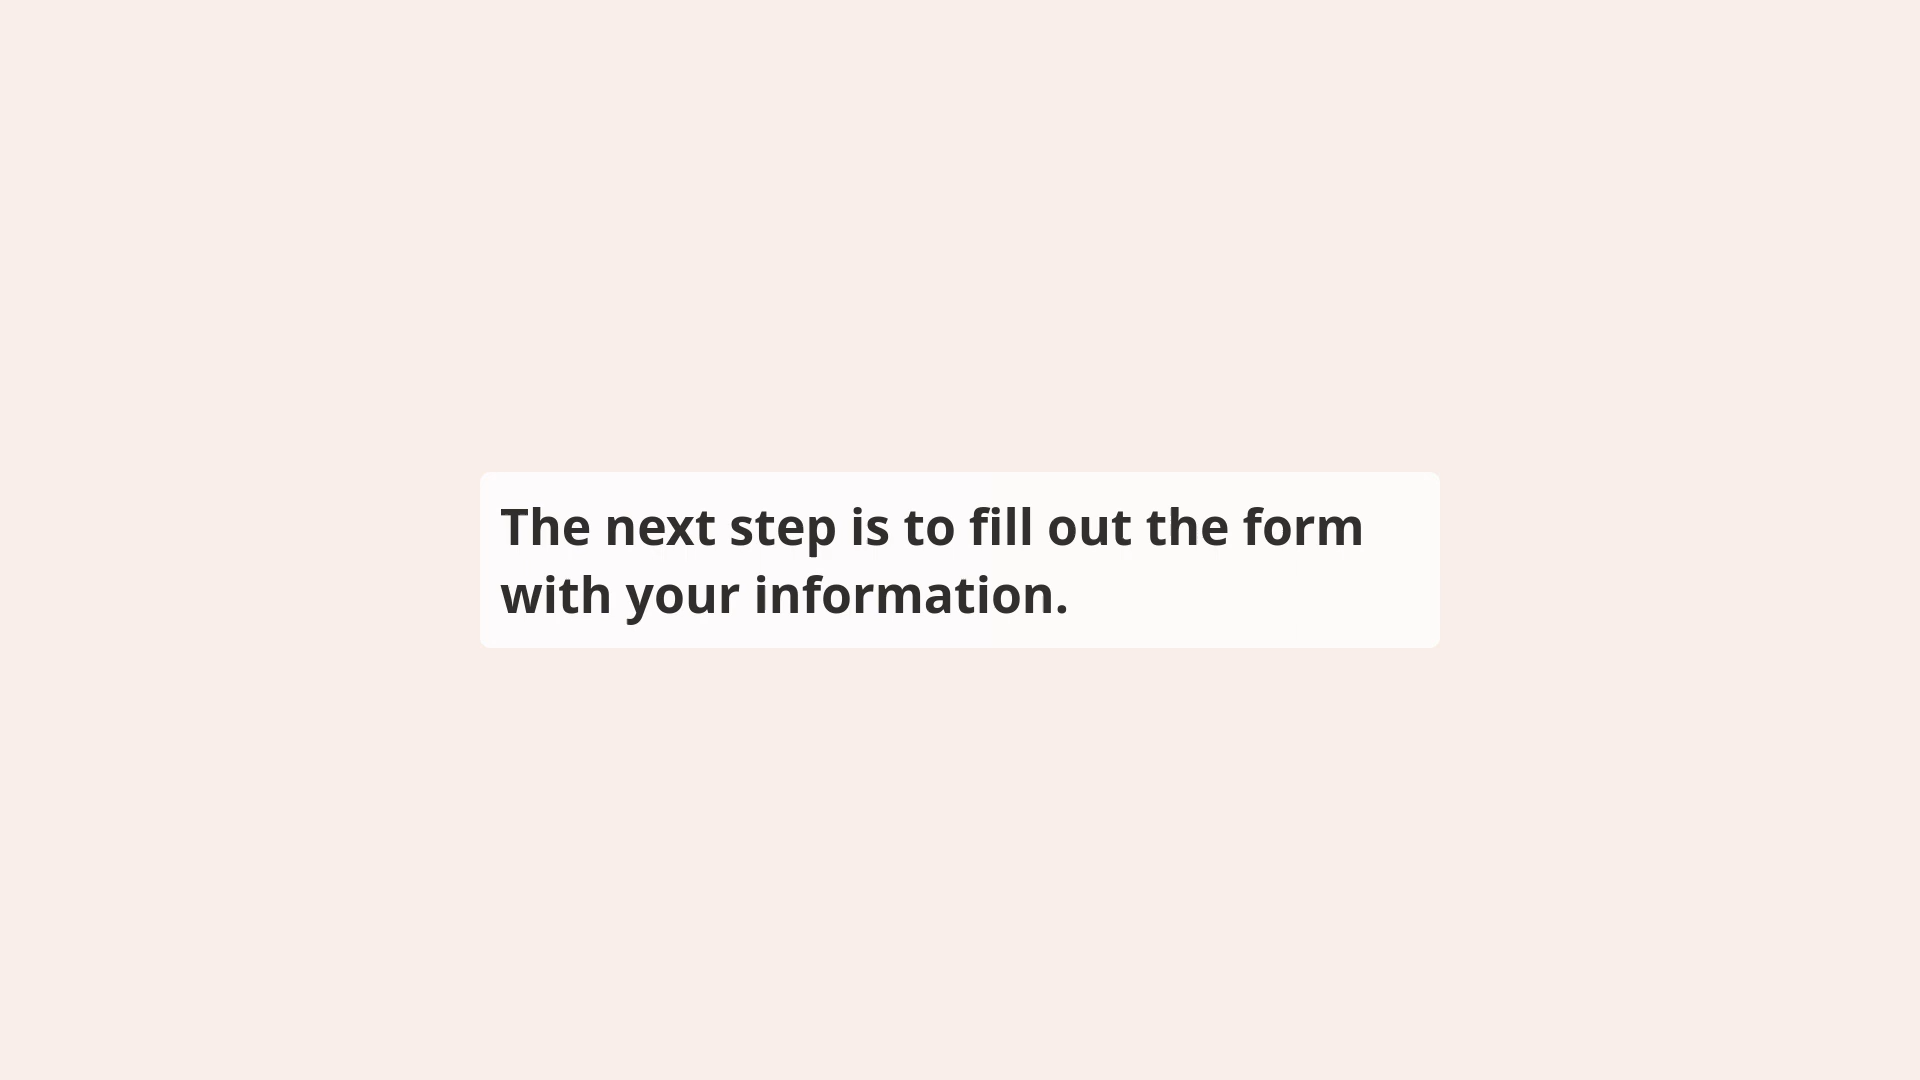 The next step is to fill out the form
with your information.